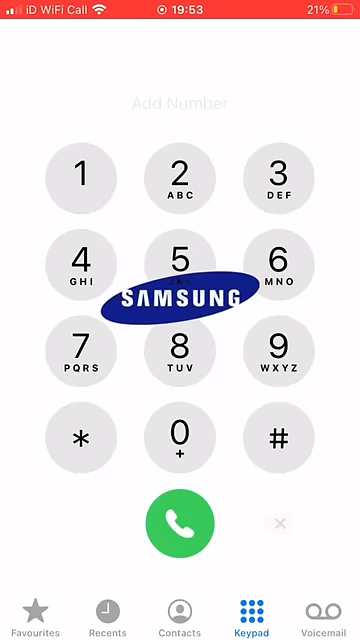 iD WiFi Call 19:53 21%
Add Number
1 2 3
ABC DEF
4 5 6
GHI MNO
SAMSUNG
7 8 9
PQRS TUV WXYZ
* 0 #
+
Favourites Recents Contacts Keypad Voicemail